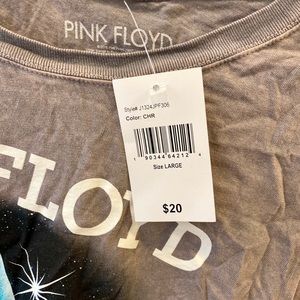 PINK FLOYD
Style# J1324JPF306
Color: CHR
1 90344 64212 4
Size LARGE
$20
FLOYD